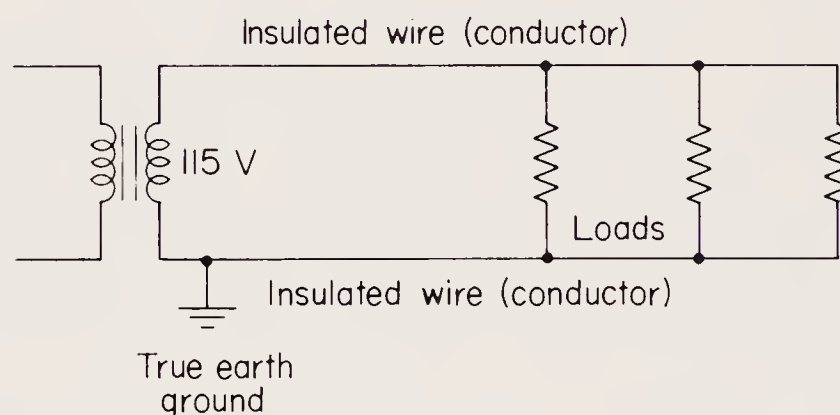 Insulated wire (conductor)
115 V
Loads
Insulated wire (conductor)
True earth
ground